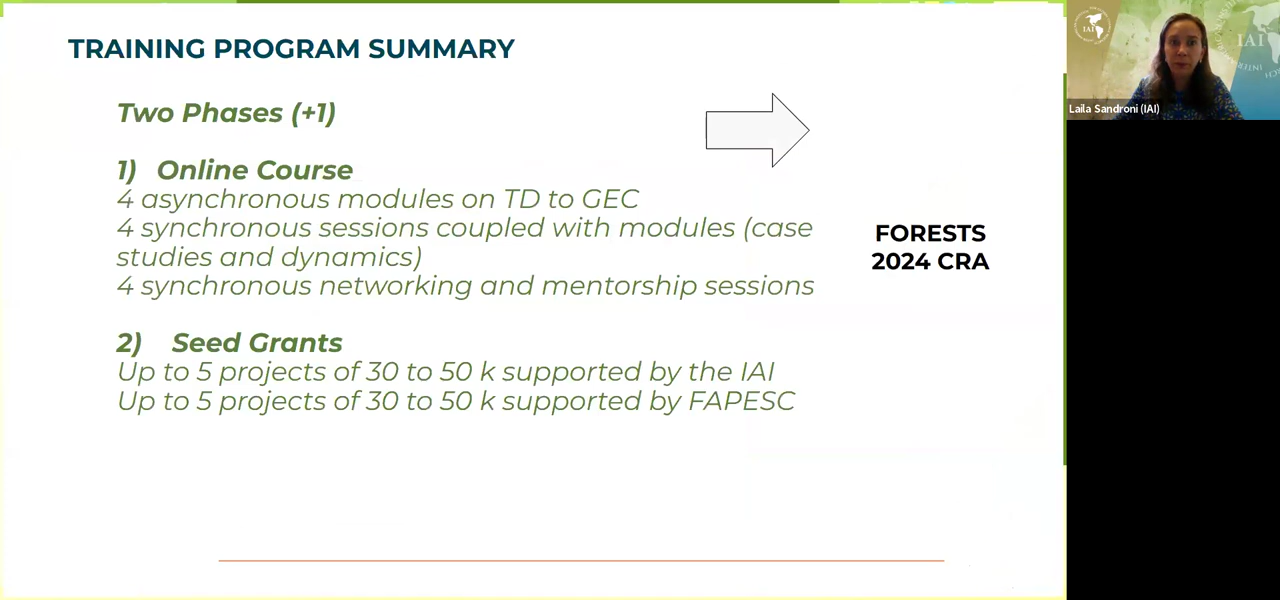 TRAINING PROGRAM SUMMARY
Two Phases (+1)
1) Online Course
4 asynchronous modules on TD to GEC
4 synchronous sessions coupled with modules (case
studies and dynamics)
4 synchronous networking and mentorship sessions
2) Seed Grants
Up to 5 projects of 30 to 50 k supported by the IAI
Up to 5 projects of 30 to 50 k supported by FAPESC
FORESTS
2024 CRA
IAI
IAI
Laila Sandroni (IAI)